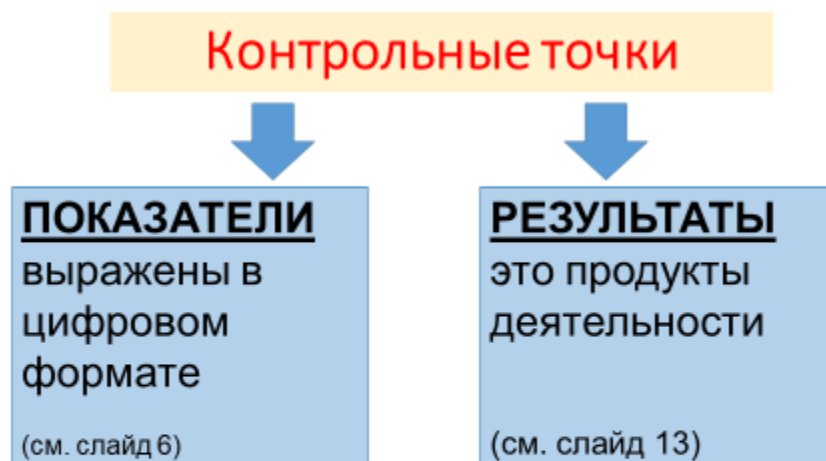 Контрольные точки
ПОКАЗАТЕЛИ
выражены в
цифровом
формате
(см. слайд 6)
РЕЗУЛЬТАТЫ
это продукты
деятельности
(см. слайд 13)